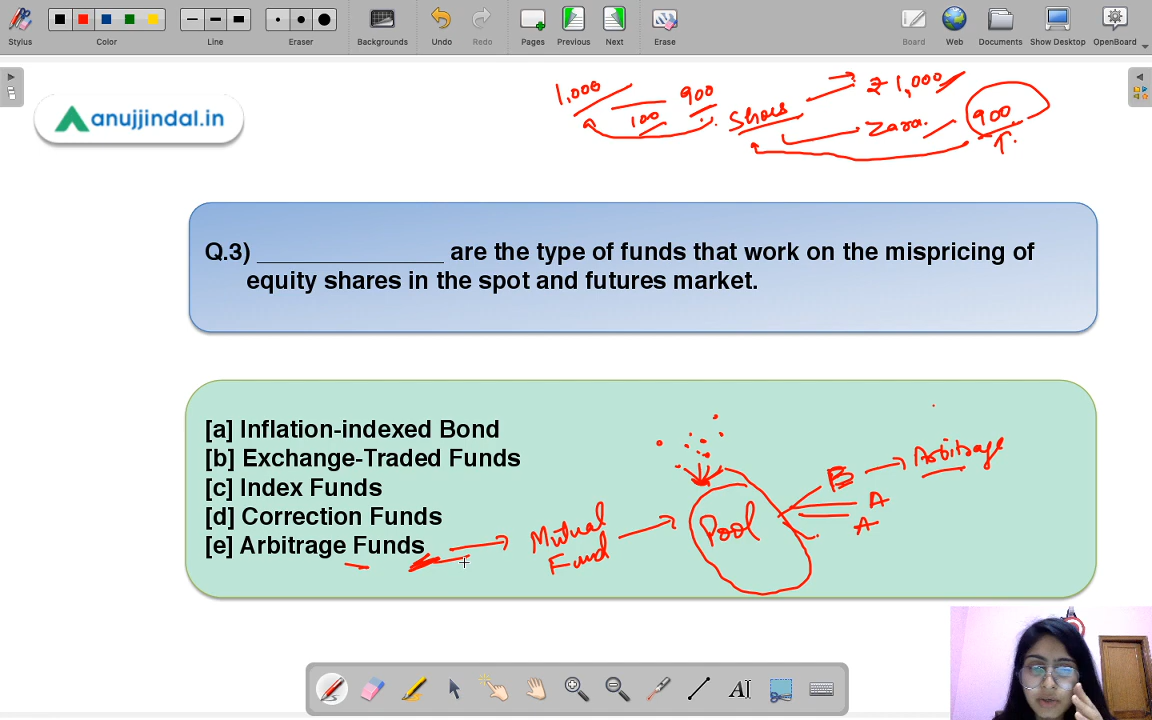 Stylus
Color
Line
Eraser
Backgrounds
Undo
Redo
Pages
Previous
Next
Erase
Board
Web
Documents
Show Desktop
OpenBoard
anujjindal.in
1,000
100
900
Shoes
₹ 1,000
Zara
900
Q.3) ______________ are the type of funds that work on the mispricing of
equity shares in the spot and futures market.
[a] Inflation-indexed Bond
[b] Exchange-Traded Funds
[c] Index Funds
[d] Correction Funds
[e] Arbitrage Funds
Mutual
Fund
Pool
B
Arbitrage
A
A
AI